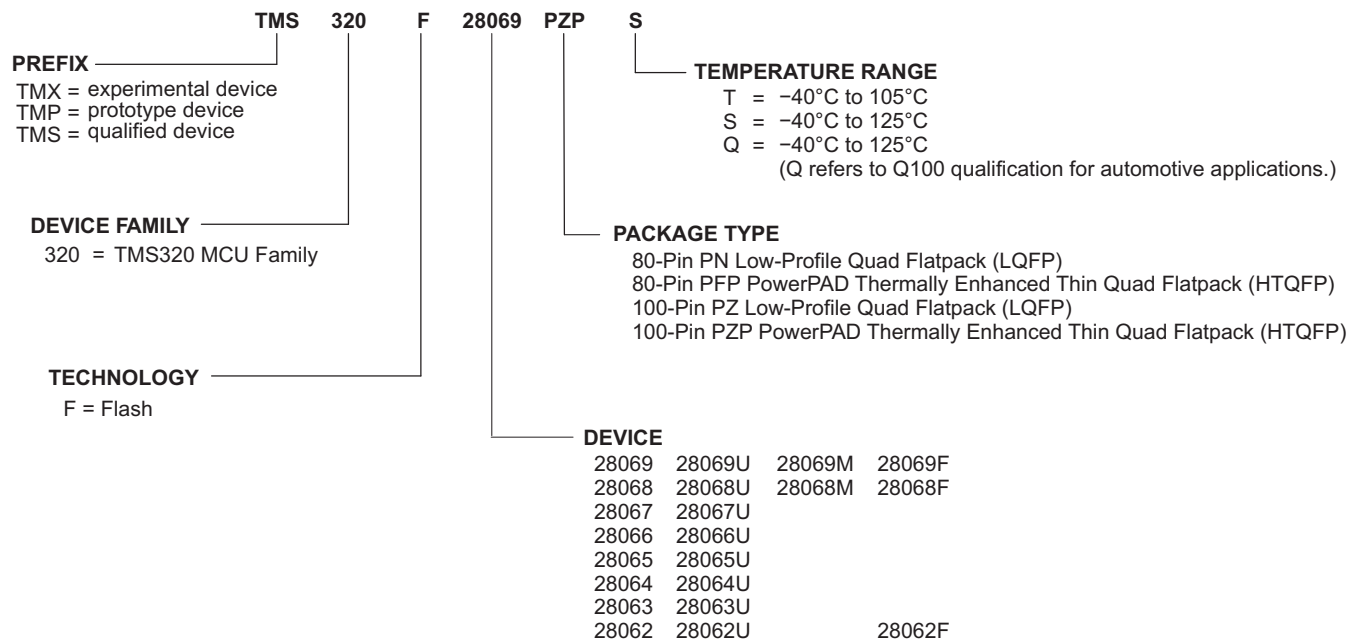 TMS 320 F 28069 PZP S
PREFIX
TMX = experimental device
TMP = prototype device
TMS = qualified device
TEMPERATURE RANGE
T = −40°C to 105°C
S = −40°C to 125°C
Q = −40°C to 125°C
(Q refers to Q100 qualification for automotive applications.)
DEVICE FAMILY
320 = TMS320 MCU Family
PACKAGE TYPE
80-Pin PN Low-Profile Quad Flatpack (LQFP)
80-Pin PFP PowerPAD Thermally Enhanced Thin Quad Flatpack (HTQFP)
100-Pin PZ Low-Profile Quad Flatpack (LQFP)
100-Pin PZP PowerPAD Thermally Enhanced Thin Quad Flatpack (HTQFP)
TECHNOLOGY
F = Flash
DEVICE
28069 28069U 28069M 28069F
28068 28068U 28068M 28068F
28067 28067U
28066 28066U
28065 28065U
28064 28064U
28063 28063U
28062 28062U 28062F